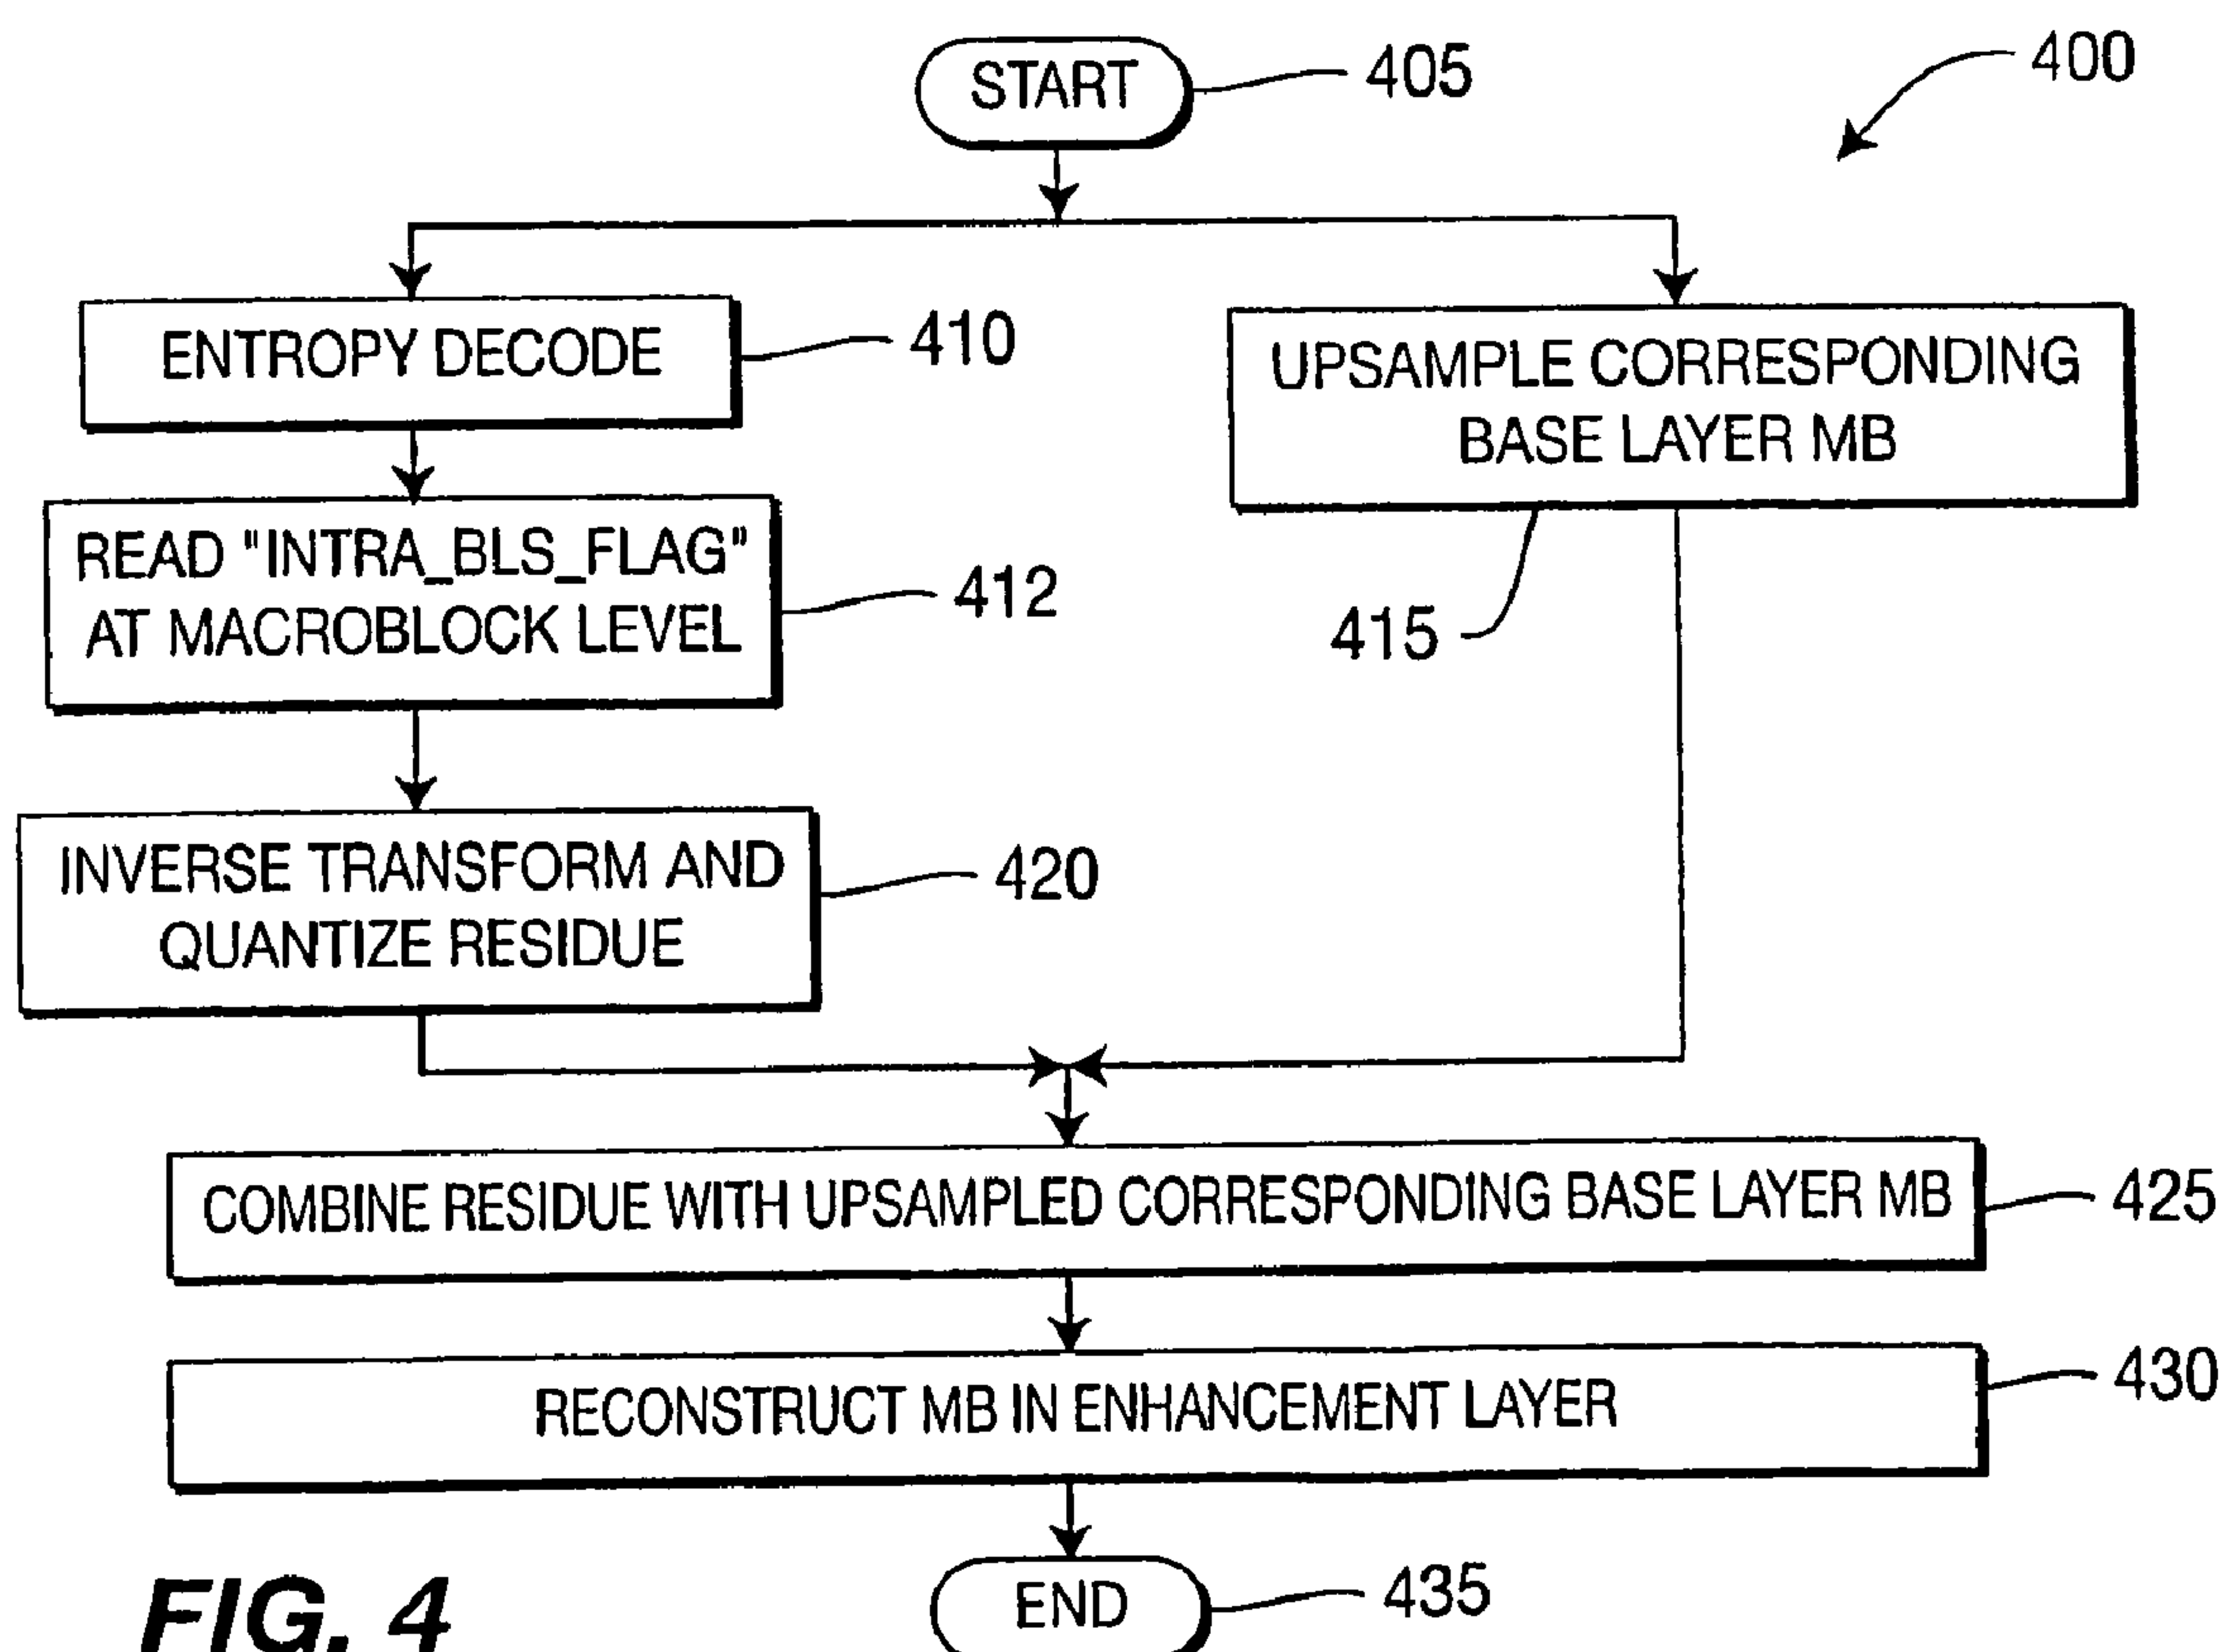 START
405
400
ENTROPY DECODE
410
UPSAMPLE CORRESPONDING
BASE LAYER MB
415
READ "INTRA_BLS_FLAG"
AT MACROBLOCK LEVEL
412
INVERSE TRANSFORM AND
QUANTIZE RESIDUE
420
COMBINE RESIDUE WITH UPSAMPLED CORRESPONDING BASE LAYER MB
425
RECONSTRUCT MB IN ENHANCEMENT LAYER
430
END
435
FIG. 4